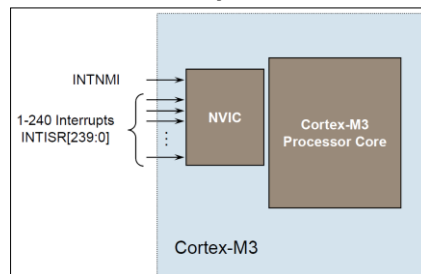 INTNMI
1-240 Interrupts
INTISR[239:0]
NVIC
Cortex-M3
Processor Core
Cortex-M3